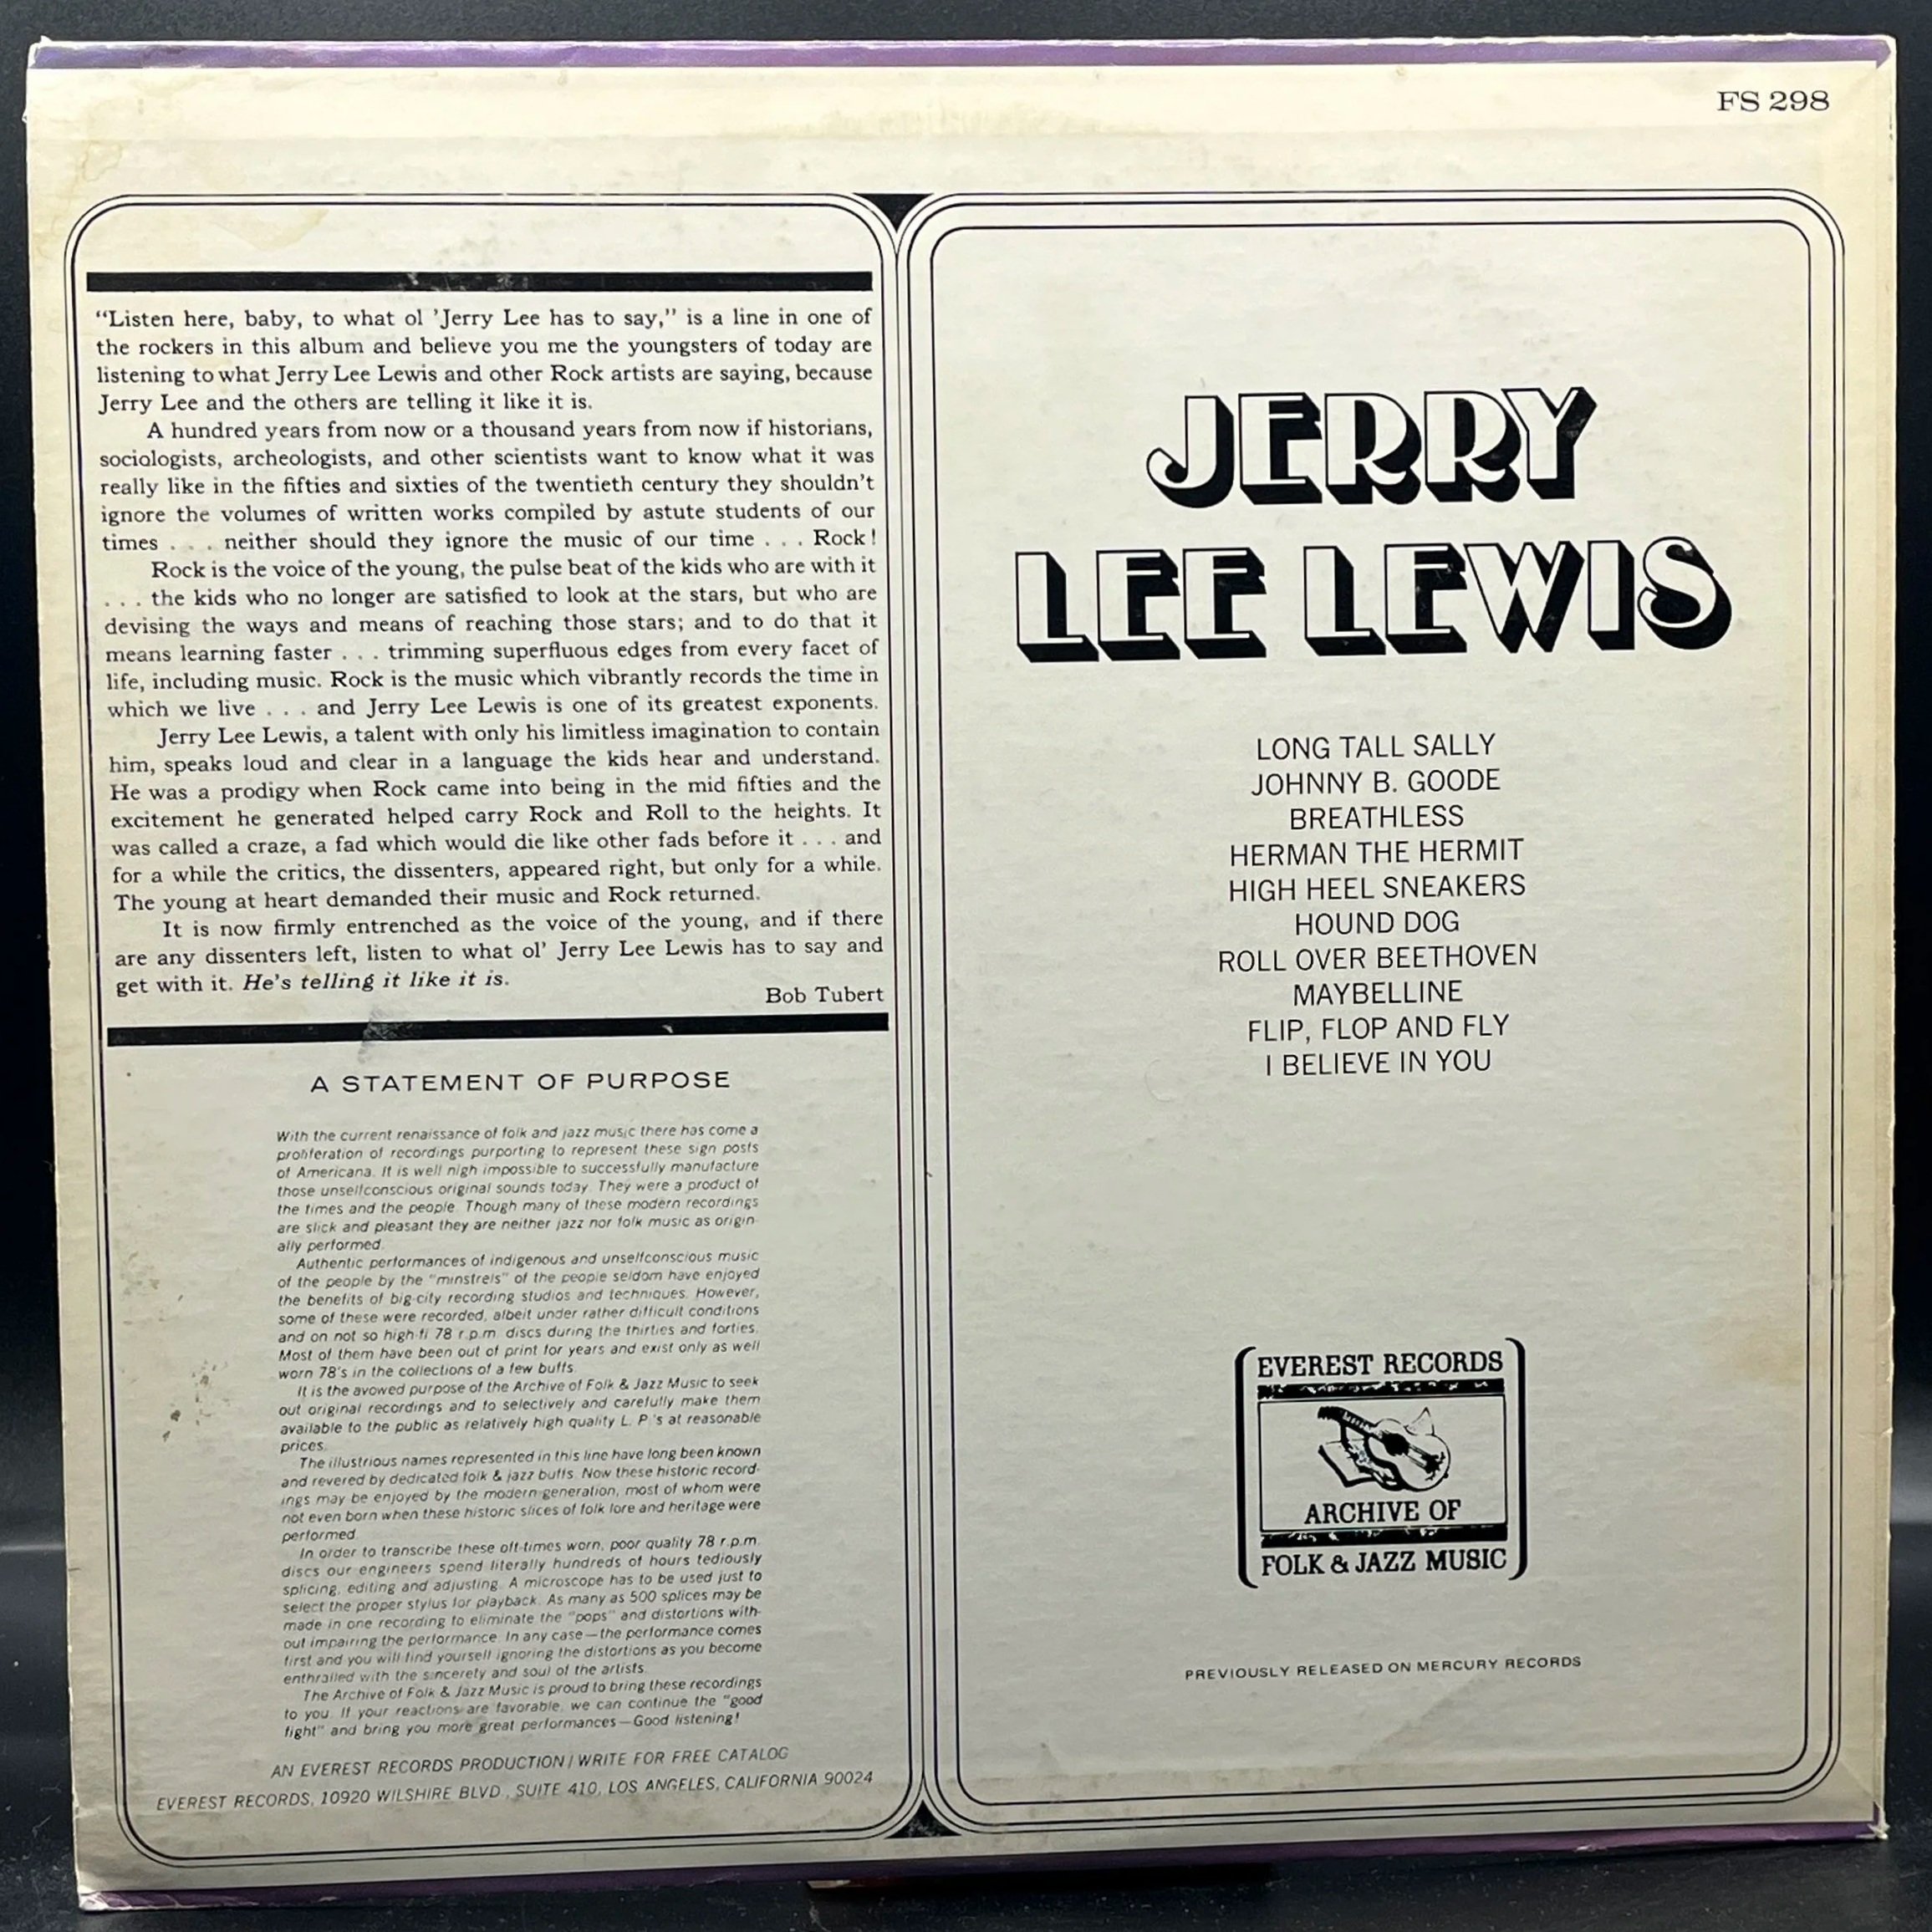 FS 298
"Listen here, baby, to what ol 'Jerry Lee has to say," is a line in one of
the rockers in this album and believe you me the youngsters of today are
listening to what Jerry Lee Lewis and other Rock artists are saying, because
Jerry Lee and the others are telling it like it is.
A hundred years from now or a thousand years from now if historians,
sociologists, archeologists, and other scientists want to know what it was
really like in the fifties and sixties of the twentieth century they shouldn't
ignore the volumes of written works compiled by astute students of our
times . . . neither should they ignore the music of our time . . . Rock!
Rock is the voice of the young, the pulse beat of the kids who are with it
. . . the kids who no longer are satisfied to look at the stars, but who are
devising the ways and means of reaching those stars; and to do that it
means learning faster . . . trimming superfluous edges from every facet of
life, including music. Rock is the music which vibrantly records the time in
which we live . . . and Jerry Lee Lewis is one of its greatest exponents.
Jerry Lee Lewis, a talent with only his limitless imagination to contain
him, speaks loud and clear in a language the kids hear and understand.
He was a prodigy when Rock came into being in the mid fifties and the
excitement he generated helped carry Rock and Roll to the heights. It
was called a craze, a fad which would die like other fads before it . . . and
for a while the critics, the dissenters, appeared right, but only for a while.
The young at heart demanded their music and Rock returned.
It is now firmly entrenched as the voice of the young, and if there
are any dissenters left, listen to what ol' Jerry Lee Lewis has to say and
get with it. He's telling it like it is.
Bob Tubert
A STATEMENT OF PURPOSE
With the current renaissance of folk and jazz music there has come a
proliferation of recordings purporting to represent these sign posts
of Americana. It is well nigh impossible to successfully manufacture
those unselfconscious original sounds today. They were a product of
the times and the people. Though many of these modern recordings
are slick and pleasant they are neither jazz nor folk music as origin-
ally performed.
Authentic performances of indigenous and unselfconscious music
of the people by the "minstrels" of the people seldom have enjoyed
the benefits of big-city recording studios and techniques. However,
some of these were recorded, albeit under rather difficult conditions
and on not so high-fi 78 r.p.m. discs during the thirties and forties.
Most of them have been out of print for years and exist only as well
worn 78's in the collections of a few buffs.
It is the avowed purpose of the Archive of Folk & Jazz Music to seek
out original recordings and to selectively and carefully make them
available to the public as relatively high quality L. P.'s at reasonable
prices.
The illustrious names represented in this line have long been known
and revered by dedicated folk & jazz buffs. Now these historic record-
ings may be enjoyed by the modern generation, most of whom were
not even born when these historic slices of folk lore and heritage were
performed.
In order to transcribe these oft-times worn, poor quality 78 r.p.m.
discs our engineers spend literally hundreds of hours tediously
splicing, editing and adjusting. A microscope has to be used just to
select the proper stylus for playback. As many as 500 splices may be
made in one recording to eliminate the "pops" and distortions with-
out impairing the performance. In any case—the performance comes
first and you will find yourself ignoring the distortions as you become
enthralled with the sincerety and soul of the artists.
The Archive of Folk & Jazz Music is proud to bring these recordings
to you. If your reactions are favorable, we can continue the "good
fight" and bring you more great performances—Good listening!
AN EVEREST RECORDS PRODUCTION / WRITE FOR FREE CATALOG
EVEREST RECORDS, 10920 WILSHIRE BLVD., SUITE 410, LOS ANGELES, CALIFORNIA 90024
JERRY
LEE LEWIS
LONG TALL SALLY
JOHNNY B. GOODE
BREATHLESS
HERMAN THE HERMIT
HIGH HEEL SNEAKERS
HOUND DOG
ROLL OVER BEETHOVEN
MAYBELLINE
FLIP, FLOP AND FLY
I BELIEVE IN YOU
EVEREST RECORDS
ARCHIVE OF
FOLK & JAZZ MUSIC
PREVIOUSLY RELEASED ON MERCURY RECORDS